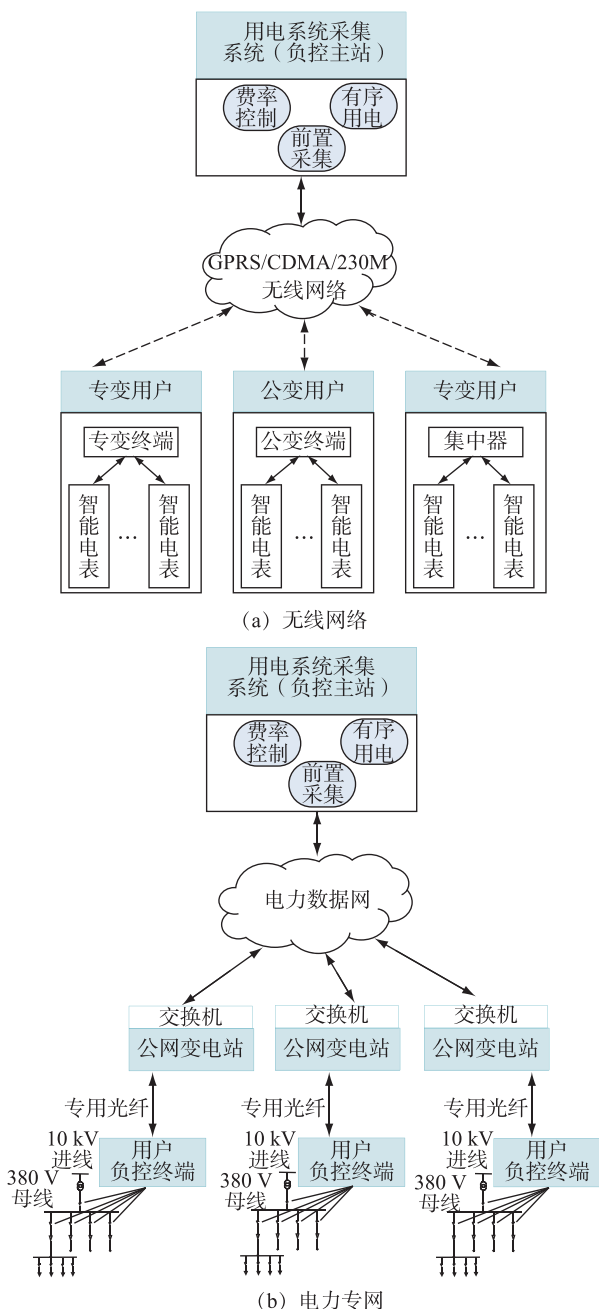 用电系统采集
系统（负控主站）
费率
控制
有序
用电
前置
采集
GPRS/CDMA/230M
无线网络
专变用户
公变用户
专变用户
专变终端
公变终端
集中器
智能电表
…
智能电表
智能电表
…
智能电表
智能电表
…
智能电表
(a) 无线网络
用电系统采集
系统（负控主站）
费率
控制
有序
用电
前置
采集
电力数据网
交换机
交换机
交换机
公网变电站
公网变电站
公网变电站
专用光纤
专用光纤
专用光纤
10 kV
进线
380 V
母线
用户
负控终端
10 kV
进线
380 V
母线
用户
负控终端
10 kV
进线
380 V
母线
用户
负控终端
(b) 电力专网